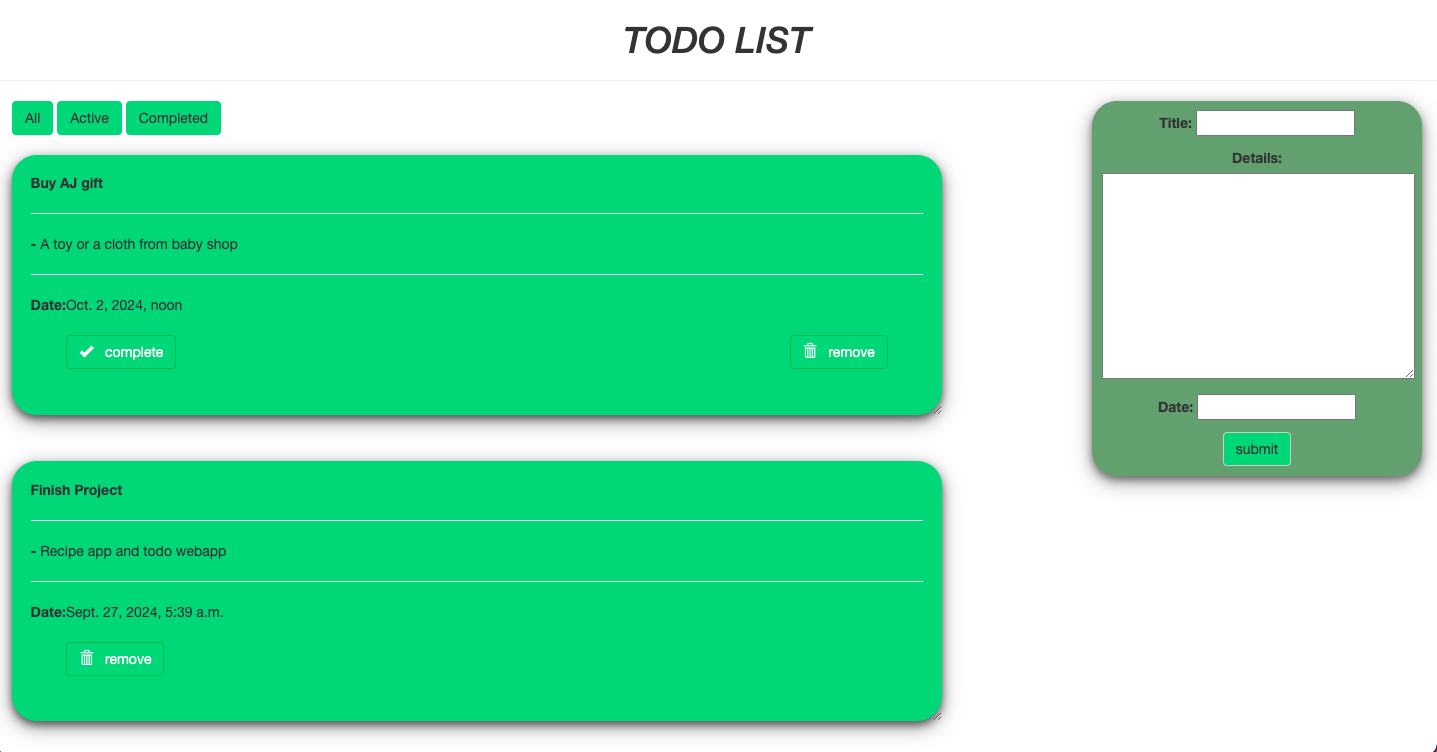 TODO LIST
All Active Completed
Buy AJ gift
- A toy or a cloth from baby shop
Date:Oct. 2, 2024, noon
complete remove
Finish Project
- Recipe app and todo webapp
Date:Sept. 27, 2024, 5:39 a.m.
remove
Title:
Details:
Date:
submit